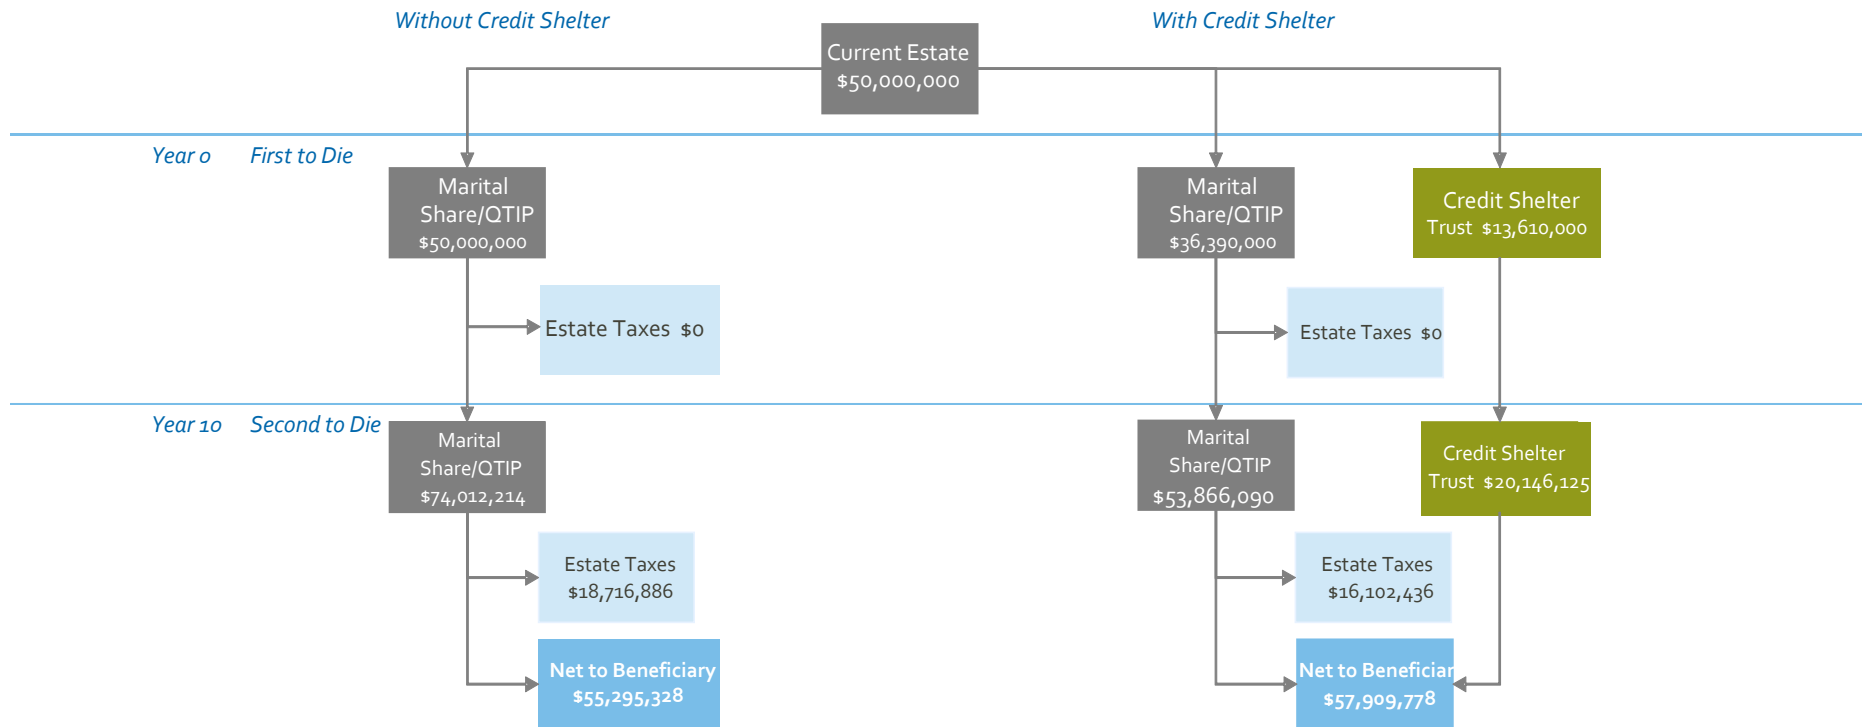 Without Credit Shelter
With Credit Shelter
Current Estate
$50,000,000
Year 0 First to Die
Marital
Share/QTIP
$50,000,000
Marital
Share/QTIP
$36,390,000
Credit Shelter
Trust $13,610,000
Estate Taxes $0
Estate Taxes $0
Year 10 Second to Die
Marital
Share/QTIP
$74,012,214
Marital
Share/QTIP
$53,866,090
Credit Shelter
Trust $20,146,125
Estate Taxes
$18,716,886
Estate Taxes
$16,102,436
Net to Beneficiary
$55,295,328
Net to Beneficiar
$57,909,778